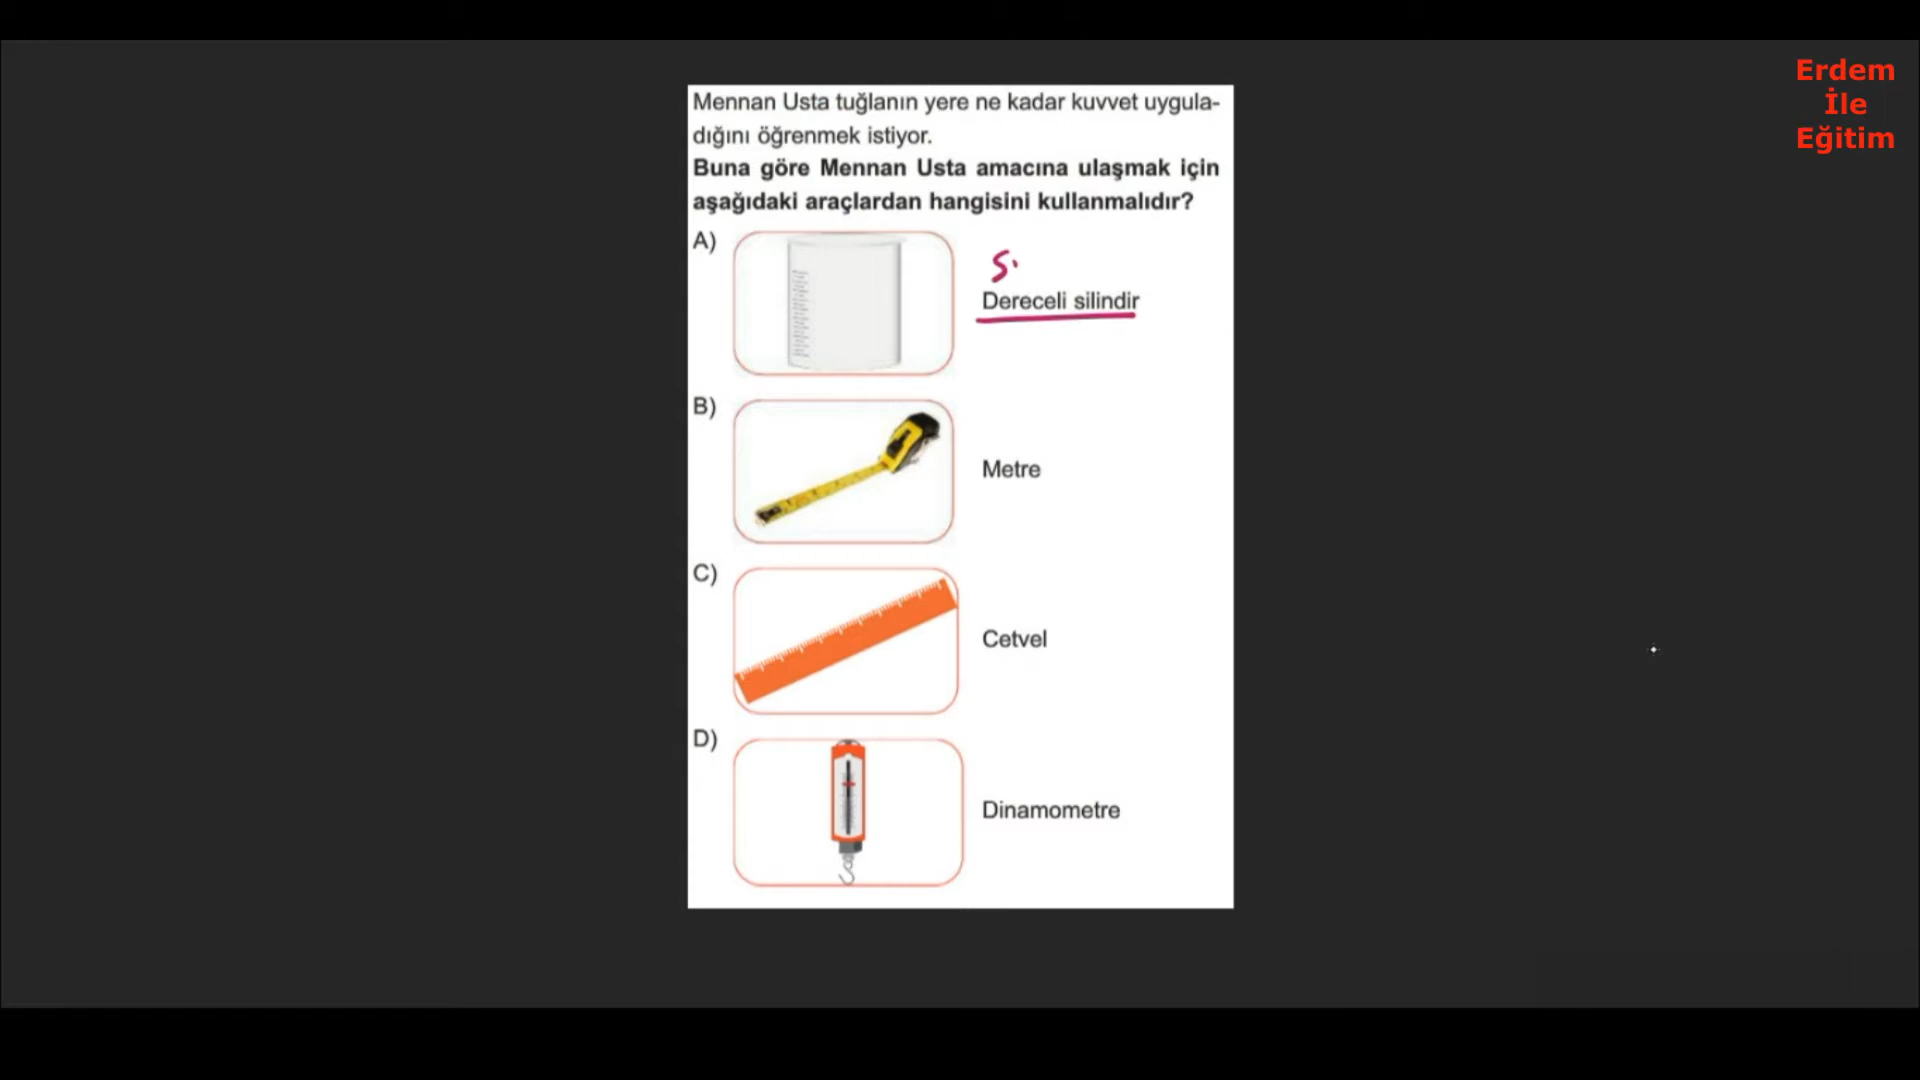 Erdem
İle
Eğitim
Mennan Usta tuğlanın yere ne kadar kuvvet uygula-
dığını öğrenmek istiyor.
Buna göre Mennan Usta amacına ulaşmak için
aşağıdaki araçlardan hangisini kullanmalıdır?
A)
Dereceli silindir
B)
Metre
C)
Cetvel
D)
Dinamometre